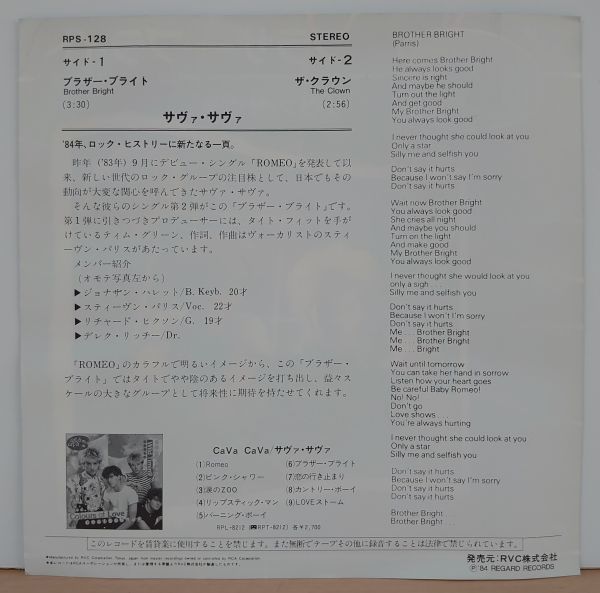 RPS-128 STEREO
サイド-1 サイド-2
ブラザー・ブライト ザ・クラウン
Brother Bright The Clown
(3:30) (2:56)
サヴァ・サヴァ
'84年、ロック・ヒストリーに新たなる一頁。
昨年('83年)9月にデビュー・シングル「ROMEO」を発表して以
来、新しい世代のロック・グループの注目株として、日本でもその
動向が大変な関心を呼んできたサヴァ・サヴァ。
そんな彼らのシングル第2弾がこの「ブラザー・ブライト」です。
第1弾に引きつづきプロデューサーには、タイト・フィットを手が
けているティム・グリーン、作詞、作曲はヴォーカリストのスティ
ーヴン・パリスがあたっています。
メンバー紹介
(オモテ写真左から)
▶ジョナサン・ハレット/B. Keyb. 20才
▶スティーヴン・パリス/Voc. 22才
▶リチャード・ヒクソン/G. 19才
▶デレク・リッチー/Dr.
「ROMEO」のカラフルで明るいイメージから、この「ブラザー・
ブライト」ではタイトでやや陰のあるイメージを打ち出し、益々ス
ケールの大きなグループとして将来性に期待を持たせてくれます。
Colours of Love
CaVa CaVa/サヴァ・サヴァ
(1)Romeo (6)ブラザー・ブライト
(2)ピンク・シャワー (7)恋の行き止まり
(3)涙のZOO (8)カントリー・ボーイ
(4)リップスティック・マン (9)LOVEストーム
(5)バーニング・ボーイ
RPL-8212 (RPT-8212) 各¥2,700
このレコードを賃貸業に使用することを禁じます。また無断でテープその他に録音することは法律で禁じられています。
発売元:RVC株式会社
Ⓟ'84 REGARD RECORDS
BROTHER BRIGHT
(Parris)
Here comes Brother Bright
He always looks good
Sincere is right
And maybe he should
Turn out the light
And get good
My Brother Bright
You always look good
I never thought she could look at you
Only a star
Silly me and selfish you
Don't say it hurts
Because I won't say I'm sorry
Don't say it hurts
Wait now Brother Bright
You always look good
She cries all night
And maybe you should
Turn on the light
And make good
My Brother Bright
You always look good
I never thought she would look at you
only a sigh...
Silly me and selfish you
Don't say it hurts
Because I won't I'm sorry
Don't say it hurts
Me... Brother Bright
Me... Brother Bright
Me... Bright
Wait until tomorrow
You can take her hand in sorrow
Listen how your heart goes
Be careful Baby Romeo!
No! No!
Don't go
Love shows
You're always hurting
I never thought she could look at you
Only a star
Silly me and selfish you
Don't say it hurts
Because I won't say I'm sorry
Don't say it hurts
Don't say it hurts
Brother Bright...
Brother Bright...